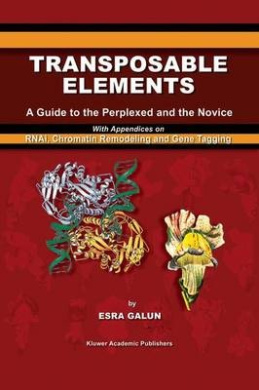 TRANSPOSABLE
ELEMENTS
A Guide to the Perplexed and the Novice
With Appendices on
RNAi, Chromatin Remodeling and Gene Tagging
by
ESRA GALUN
Kluwer Academic Publishers